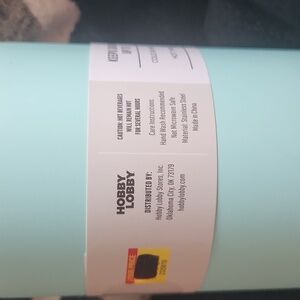 CAUTION: HOT BEVERAGES
WILL REMAIN HOT
FOR SEVERAL HOURS
Care Instructions:
Hand Wash Recommended
Not Microwave Safe
Material: Stainless Steel
Made in China
HOBBY
LOBBY
DISTRIBUTED BY:
Hobby Lobby Stores, Inc.
Oklahoma City, OK 73179
hobbylobby.com